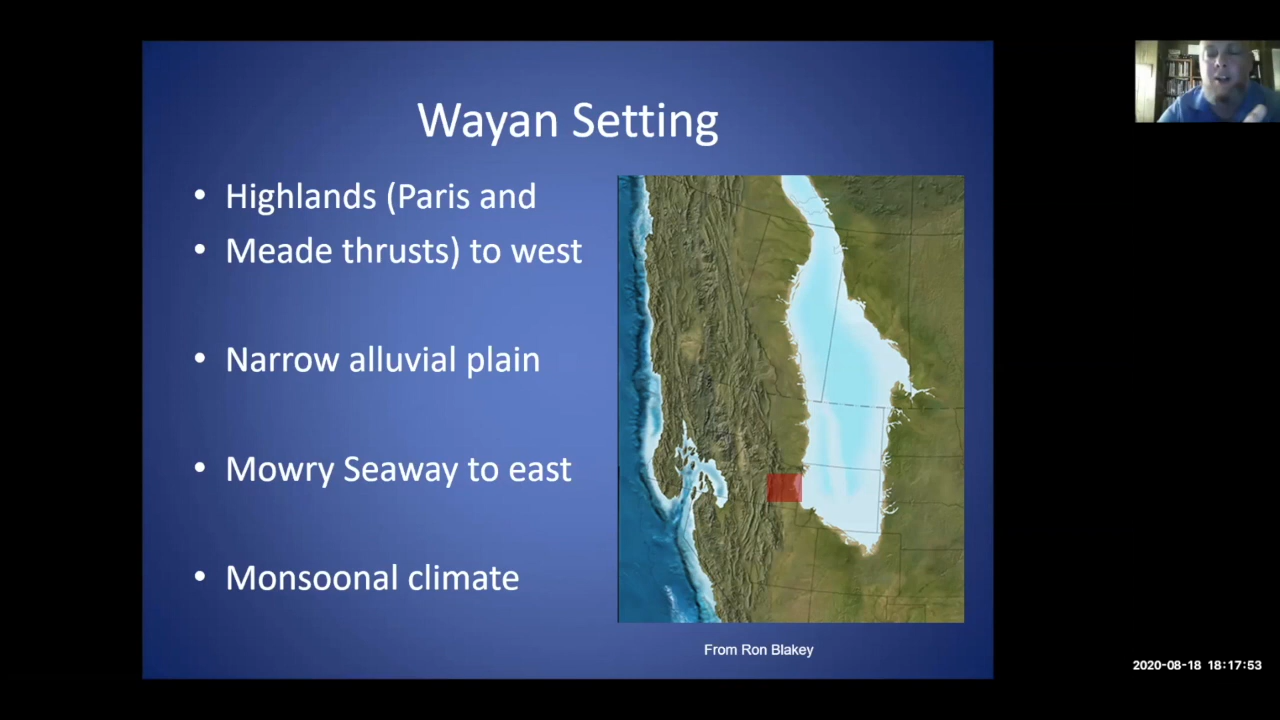 Wayan Setting
• Highlands (Paris and
• Meade thrusts) to west
• Narrow alluvial plain
• Mowry Seaway to east
• Monsoonal climate
From Ron Blakey
2020-08-18 18:17:53